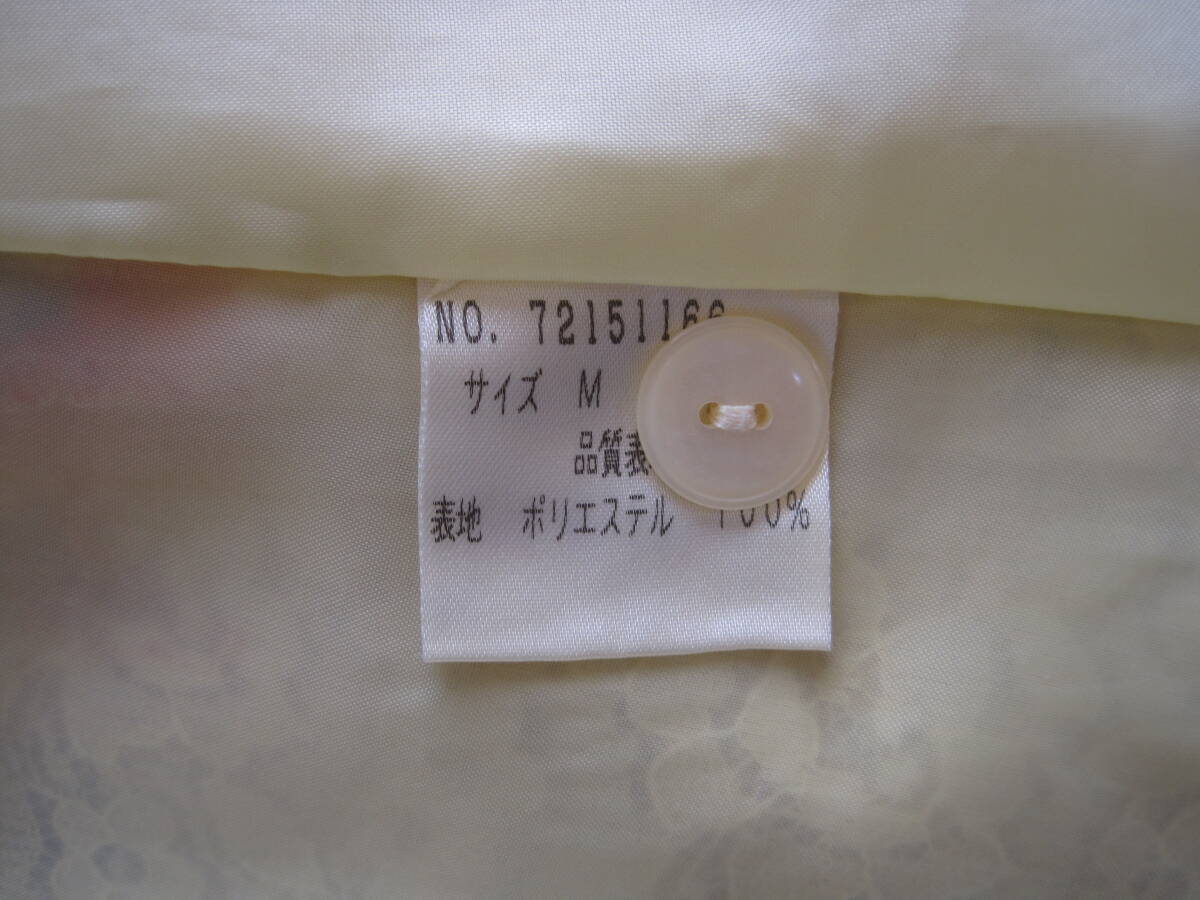 NO. 72151166
サイズ M
品質表
表地 ポリエステル 100%